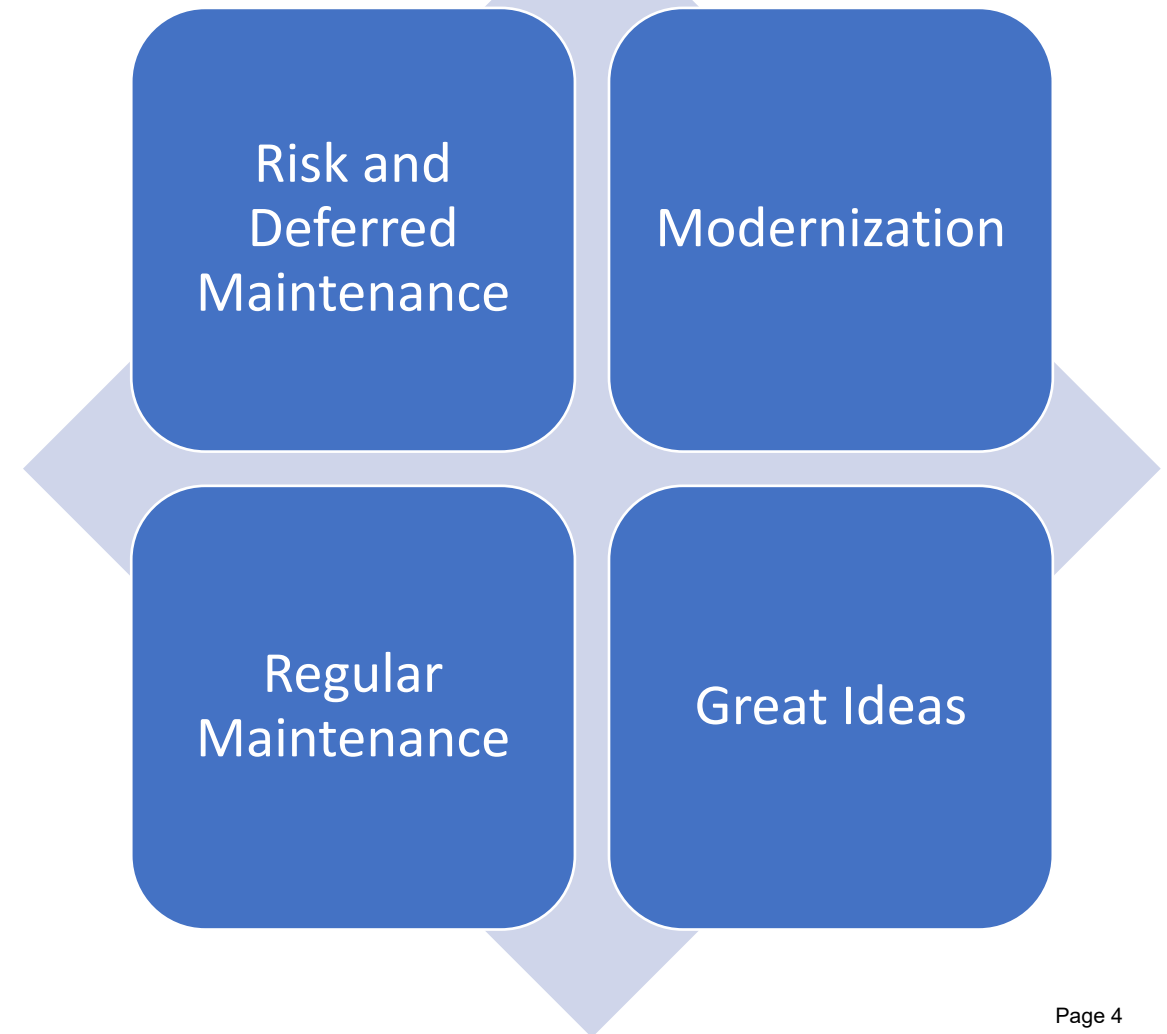 Risk and
Deferred
Maintenance
Modernization
Regular
Maintenance
Great Ideas
Page 4